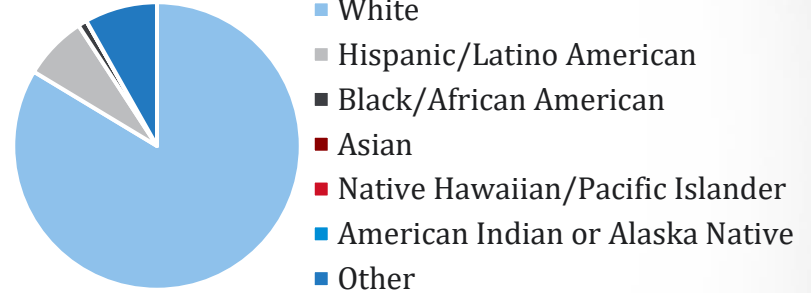 White
Hispanic/Latino American
Black/African American
Asian
Native Hawaiian/Pacific Islander
American Indian or Alaska Native
Other